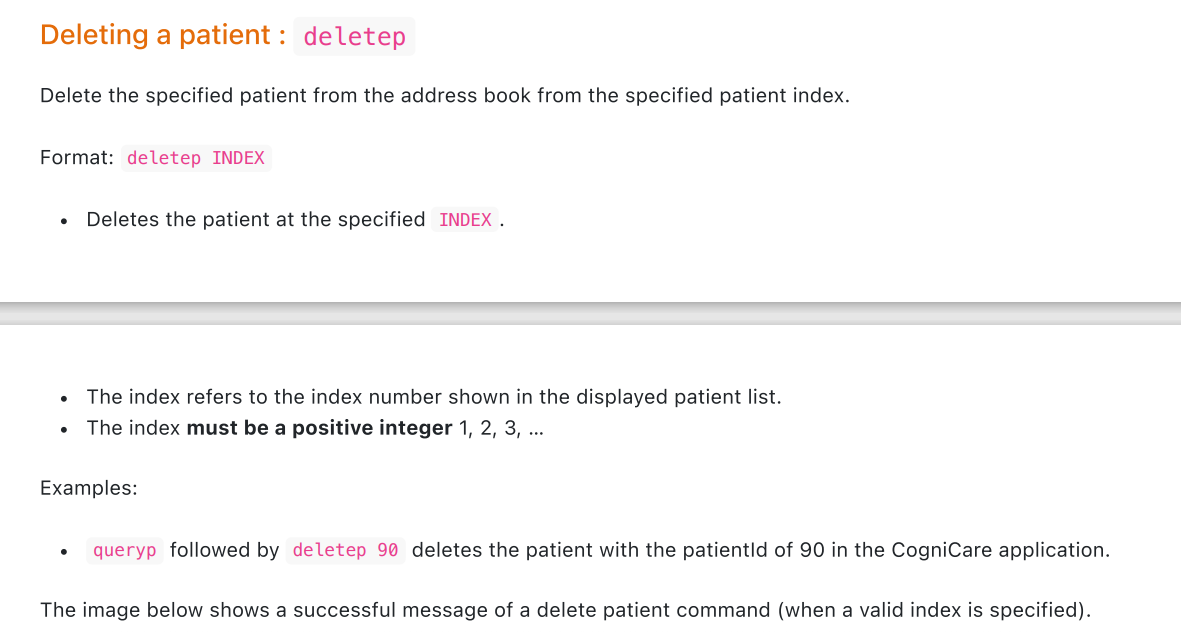 Deleting a patient : deletep
Delete the specified patient from the address book from the specified patient index.
Format: deletep INDEX
• Deletes the patient at the specified INDEX .
• The index refers to the index number shown in the displayed patient list.
• The index must be a positive integer 1, 2, 3, …
Examples:
• queryp followed by deletep 90 deletes the patient with the patientId of 90 in the CogniCare application.
The image below shows a successful message of a delete patient command (when a valid index is specified).